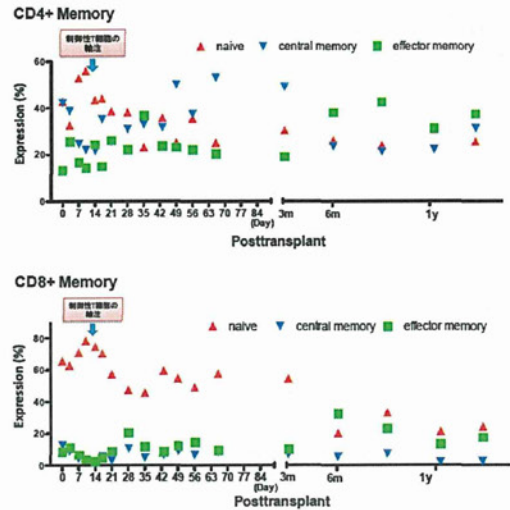 CD4+ Memory
制御性T細胞の
輸注
naive central memory effector memory
Expression (%)
60
40
20
0
0 7 14 21 28 35 42 49 56 63 70 77 84 3m 6m 1y
(Day)
Posttransplant
CD8+ Memory
制御性T細胞の
輸注
naive central memory effector memory
Expression (%)
80
60
40
20
0
0 7 14 21 28 35 42 49 56 63 70 77 84 3m 6m 1y
(Day)
Posttransplant